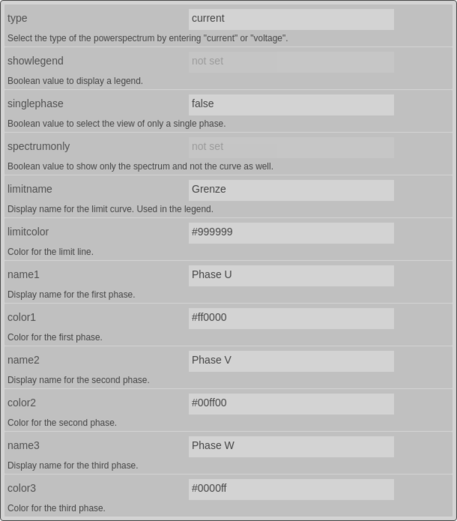 type current
Select the type of the powerspectrum by entering "current" or "voltage".
showlegend not set
Boolean value to display a legend.
singlephase false
Boolean value to select the view of only a single phase.
spectrumonly not set
Boolean value to show only the spectrum and not the curve as well.
limitname Grenze
Display name for the limit curve. Used in the legend.
limitcolor #999999
Color for the limit line.
name1 Phase U
Display name for the first phase.
color1 #ff0000
Color for the first phase.
name2 Phase V
Display name for the second phase.
color2 #00ff00
Color for the second phase.
name3 Phase W
Display name for the third phase.
color3 #0000ff
Color for the third phase.